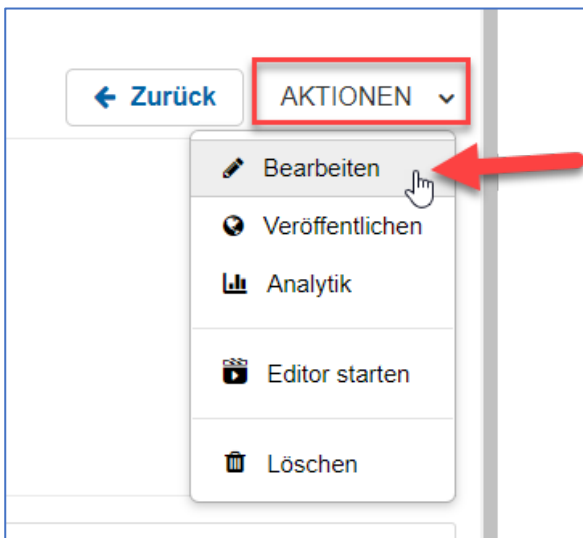 Zurück
AKTIONEN
Bearbeiten
Veröffentlichen
Analytik
Editor starten
Löschen